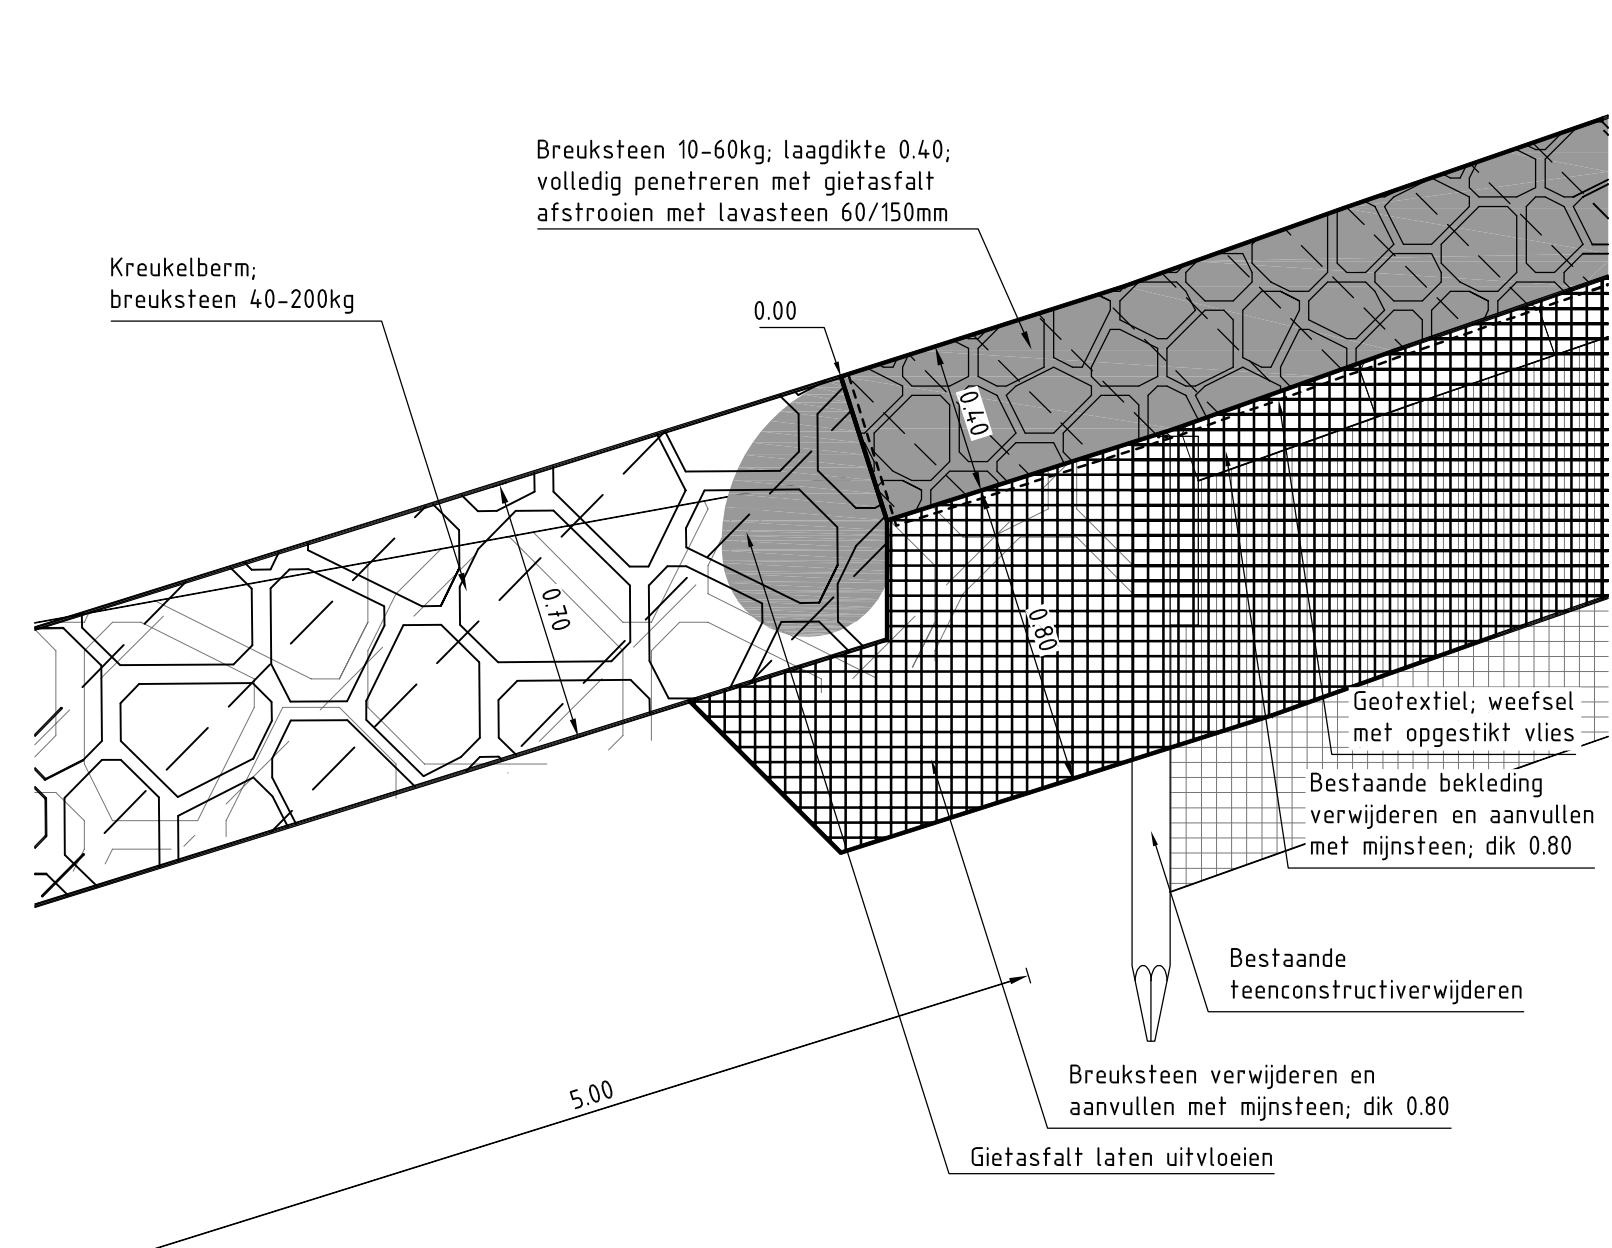 Breuksteen 10-60kg; laagdikte 0.40;
volledig penetreren met gietasfalt
afstrooien met lavasteen 60/150mm
Kreukelberm;
breuksteen 40-200kg
0.00
0.40
0.70
0.80
Geotextiel; weefsel
met opgestikt vlies
Bestaande bekleding
verwijderen en aanvullen
met mijnsteen; dik 0.80
Bestaande
teenconstructiverwijderen
5.00
Breuksteen verwijderen en
aanvullen met mijnsteen; dik 0.80
Gietasfalt laten uitvloeien